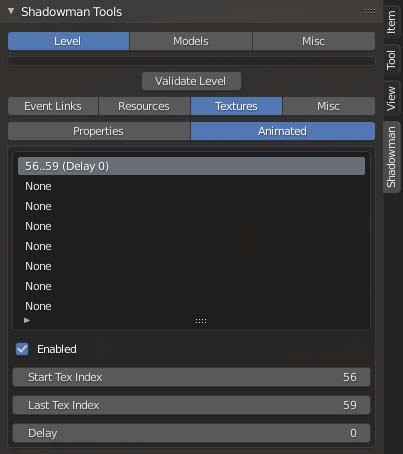 Shadowman Tools
Level Models Misc
Validate Level
Event Links Resources Textures Misc
Properties Animated
56..59 (Delay 0)
None
None
None
None
None
None
None
Enabled
Start Tex Index 56
Last Tex Index 59
Delay 0
Item
Tool
View
Shadowman